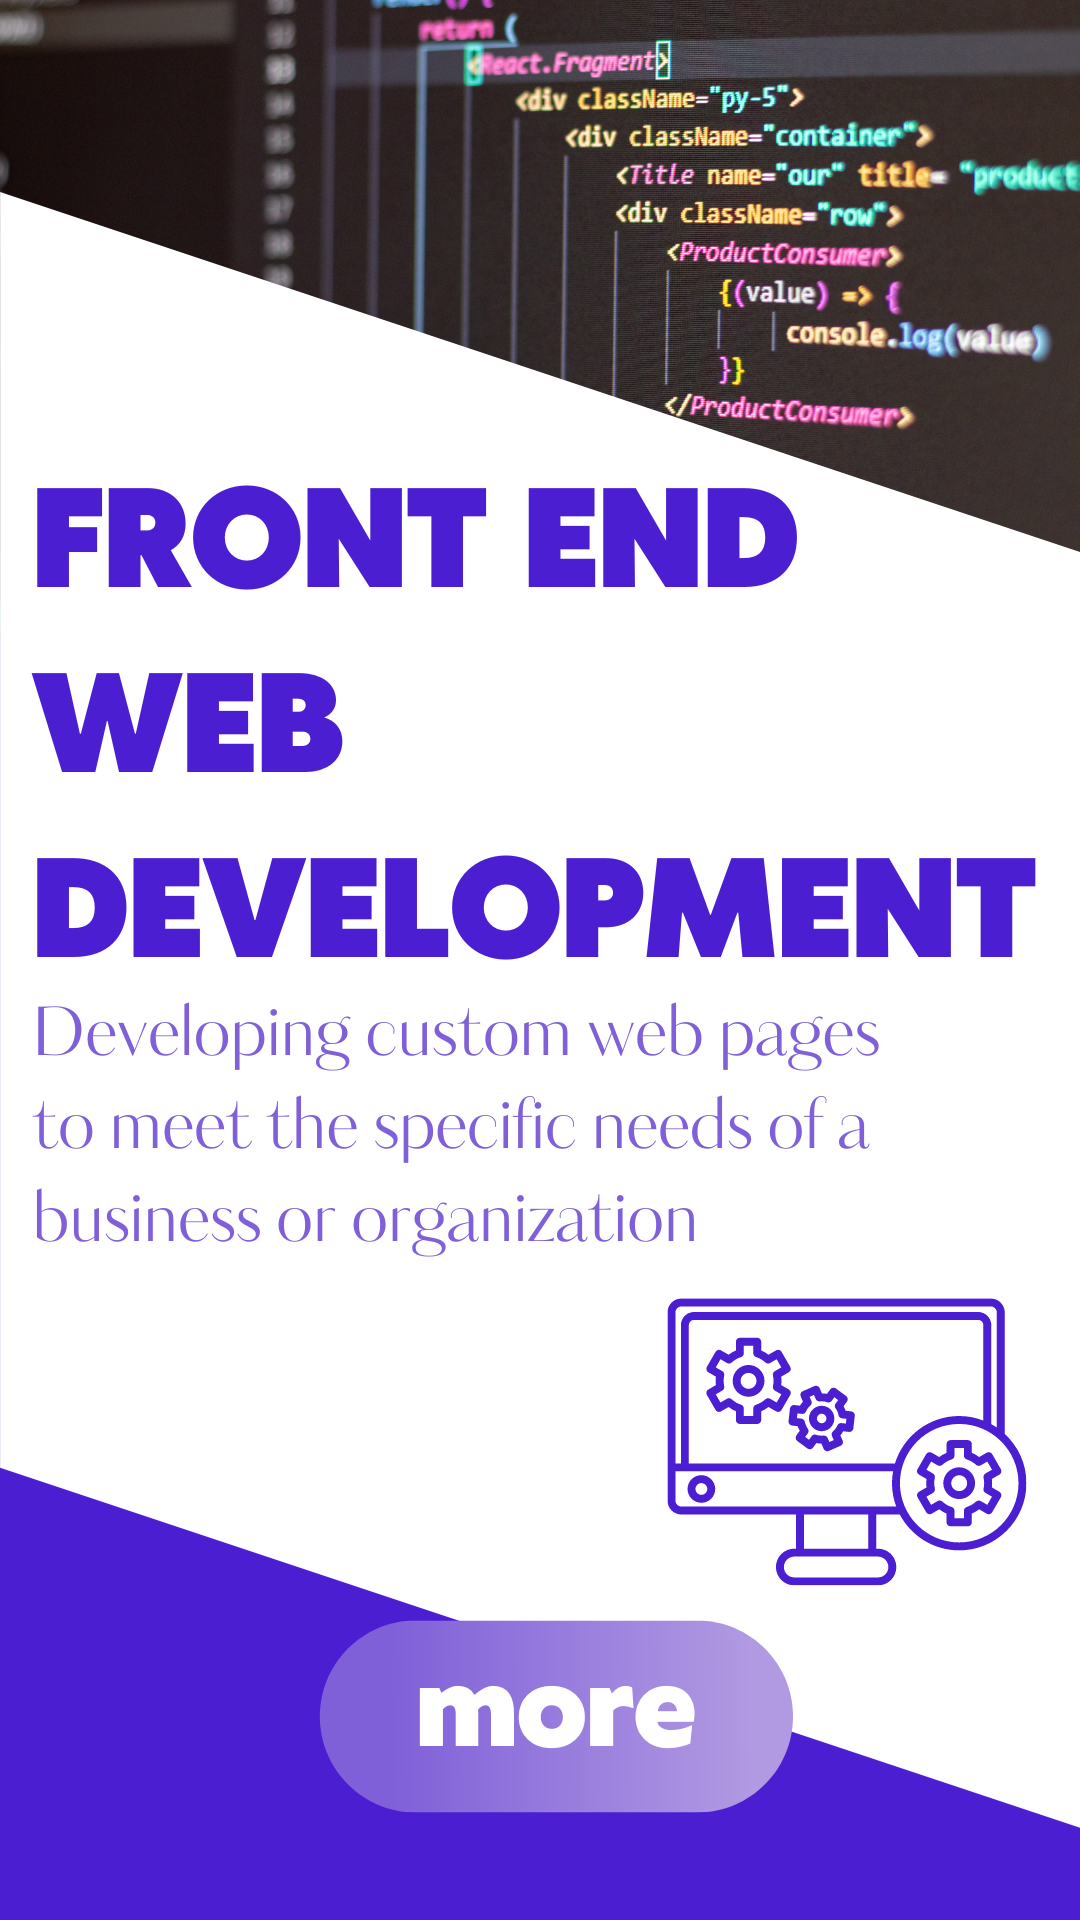 return (
<React.Fragment>
<div className="py-5">
<div className="container">
<Title name="our" title= "product
<div className="row">
<ProductConsumer>
{(value) => {
console.log(value)
}}
</ProductConsumer>
FRONT END
WEB
DEVELOPMENT
Developing custom web pages
to meet the specific needs of a
business or organization
more